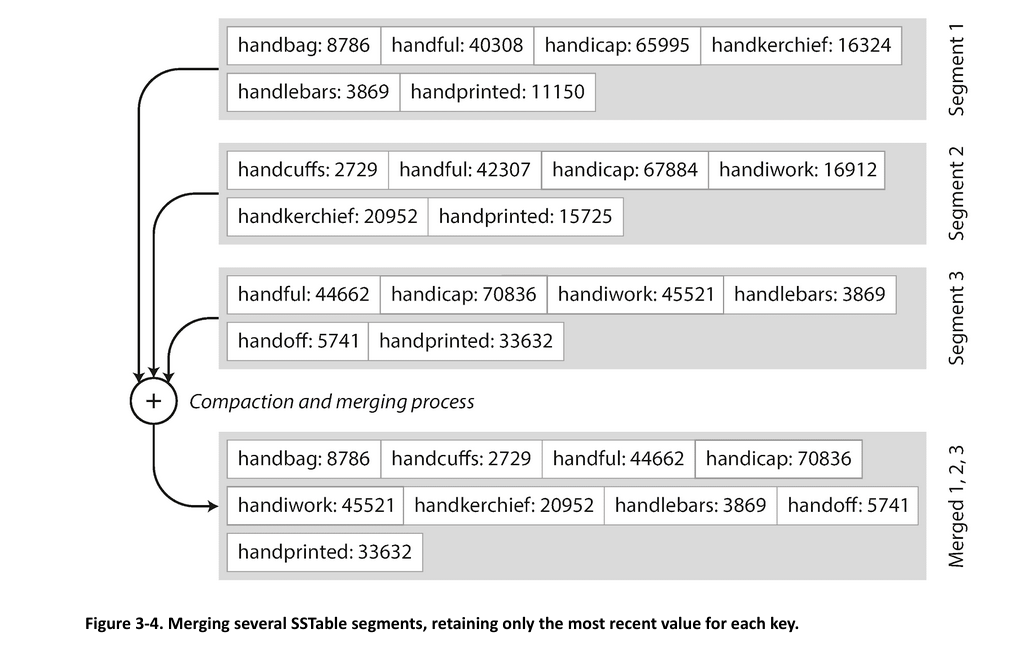 handbag: 8786 handful: 40308 handicap: 65995 handkerchief: 16324
handlebars: 3869 handprinted: 11150
Segment 1
handcuffs: 2729 handful: 42307 handicap: 67884 handiwork: 16912
handkerchief: 20952 handprinted: 15725
Segment 2
handful: 44662 handicap: 70836 handiwork: 45521 handlebars: 3869
handoff: 5741 handprinted: 33632
Segment 3
+ Compaction and merging process
handbag: 8786 handcuffs: 2729 handful: 44662 handicap: 70836
handiwork: 45521 handkerchief: 20952 handlebars: 3869 handoff: 5741
handprinted: 33632
Merged 1, 2, 3
Figure 3-4. Merging several SSTable segments, retaining only the most recent value for each key.